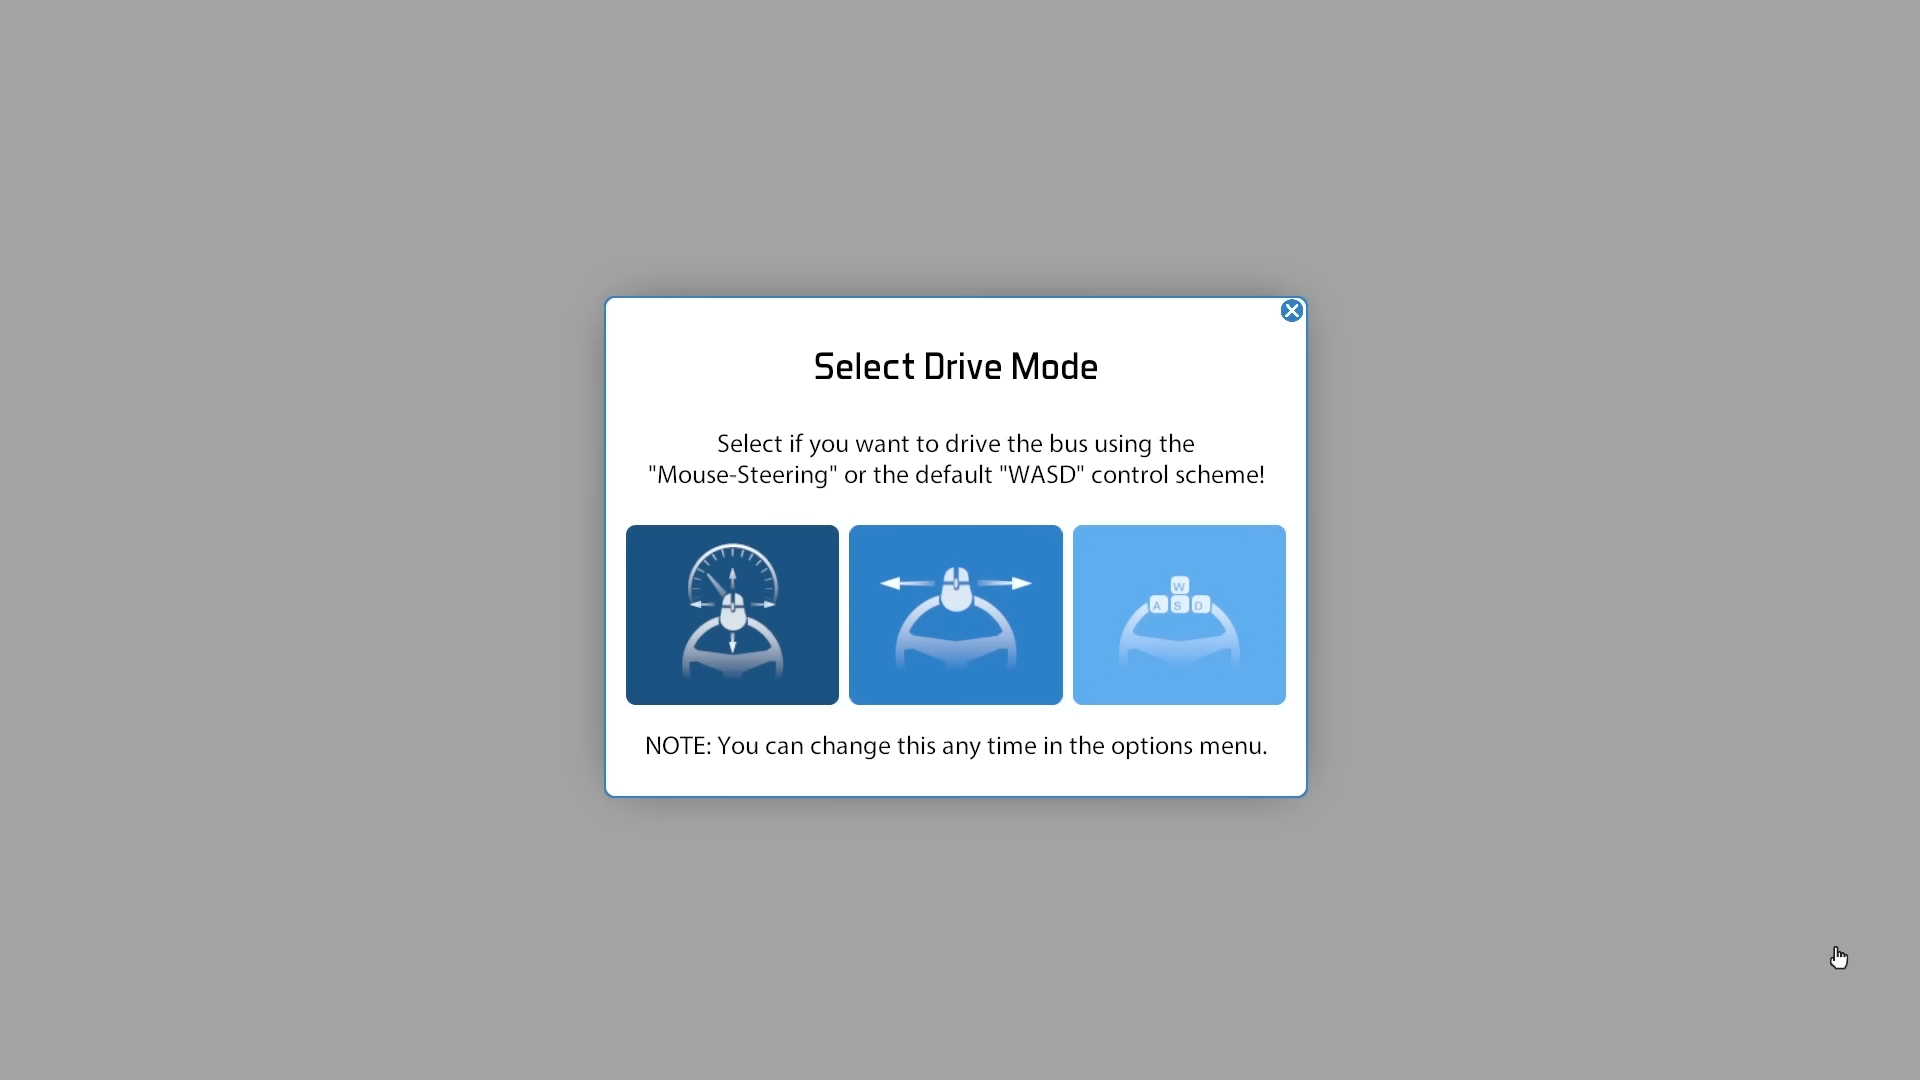 Select Drive Mode
Select if you want to drive the bus using the
"Mouse-Steering" or the default "WASD" control scheme!
W
A S D
NOTE: You can change this any time in the options menu.